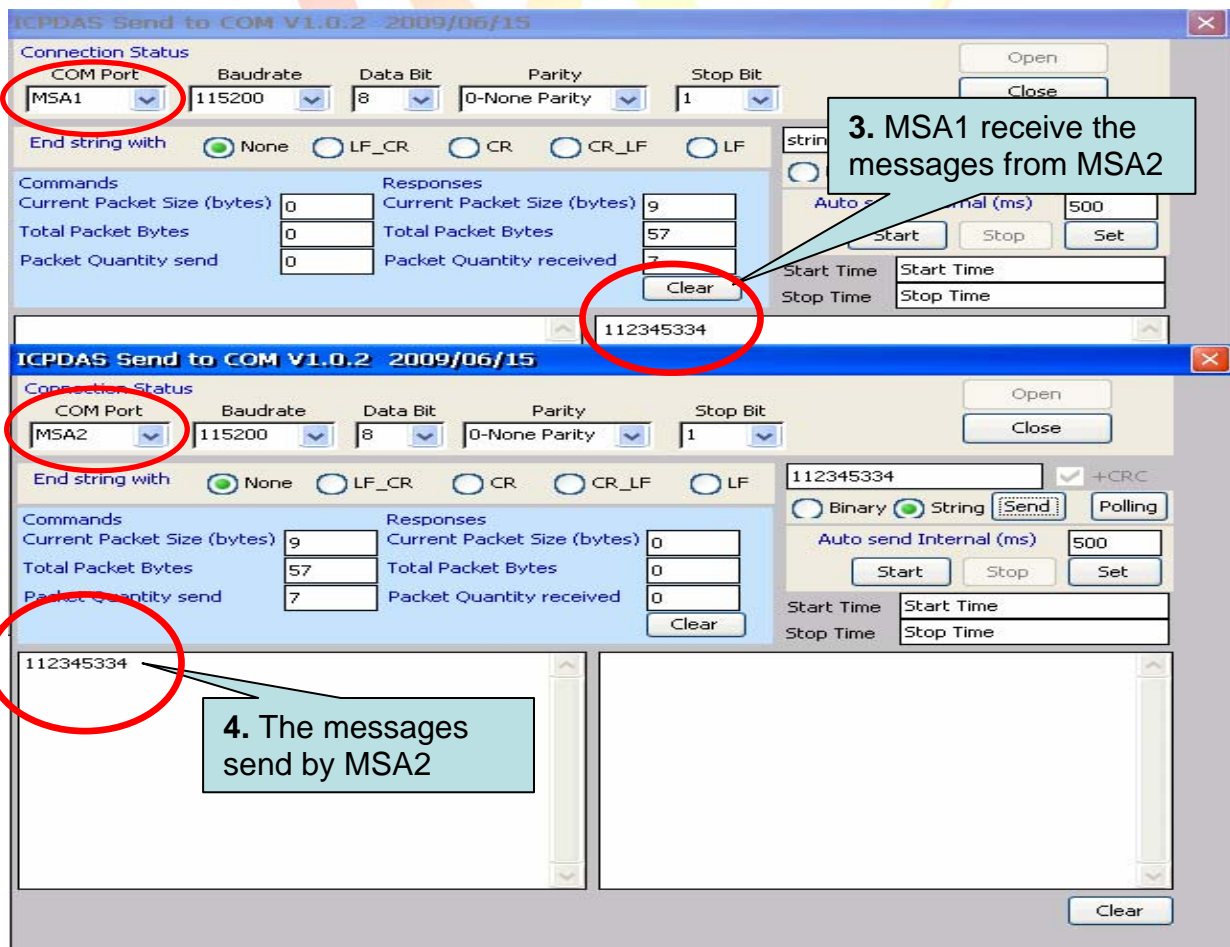 ICPDAS Send to COM V1.0.2 2009/06/15
Connection Status
COM Port Baudrate Data Bit Parity Stop Bit Open
MSA1 115200 8 0-None Parity 1 Close
3. MSA1 receive the
messages from MSA2
End string with None LF_CR CR CR_LF LF
Commands Responses
Current Packet Size (bytes) 0 Current Packet Size (bytes) 9 500
Total Packet Bytes 0 Total Packet Bytes 57 Stop Set
Packet Quantity send 0 Packet Quantity received 7 Start Time Start Time
Clear Stop Time Stop Time
112345334
ICPDAS Send to COM V1.0.2 2009/06/15
Connection Status
COM Port Baudrate Data Bit Parity Stop Bit Open
MSA2 115200 8 0-None Parity 1 Close
End string with None LF_CR CR CR_LF LF 112345334 +CRC
Binary String Send Polling
Commands Responses
Current Packet Size (bytes) 9 Current Packet Size (bytes) 0 Auto send Internal (ms) 500
Total Packet Bytes 57 Total Packet Bytes 0 Start Stop Set
Packet Quantity send 7 Packet Quantity received 0 Start Time Start Time
Clear Stop Time Stop Time
112345334
4. The messages
send by MSA2
Clear